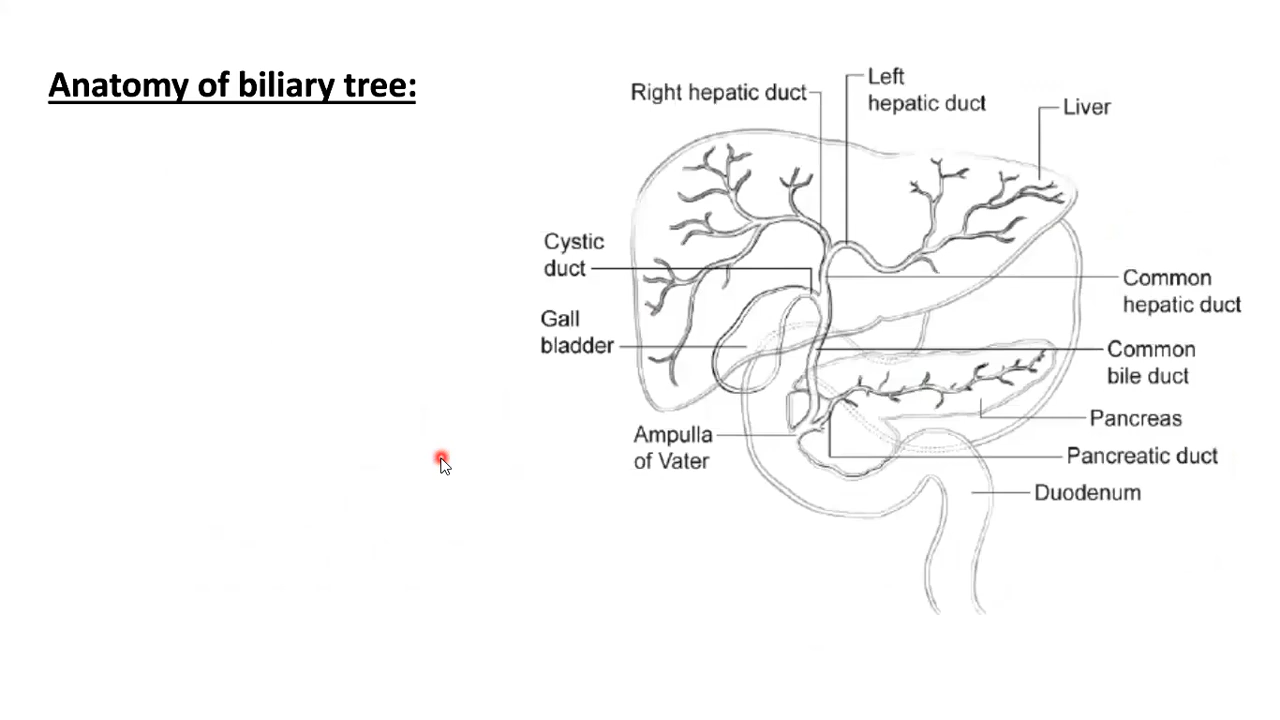 Anatomy of biliary tree:
Right hepatic duct
Left
hepatic duct
Liver
Cystic
duct
Gall
bladder
Common
hepatic duct
Common
bile duct
Pancreas
Ampulla
of Vater
Pancreatic duct
Duodenum